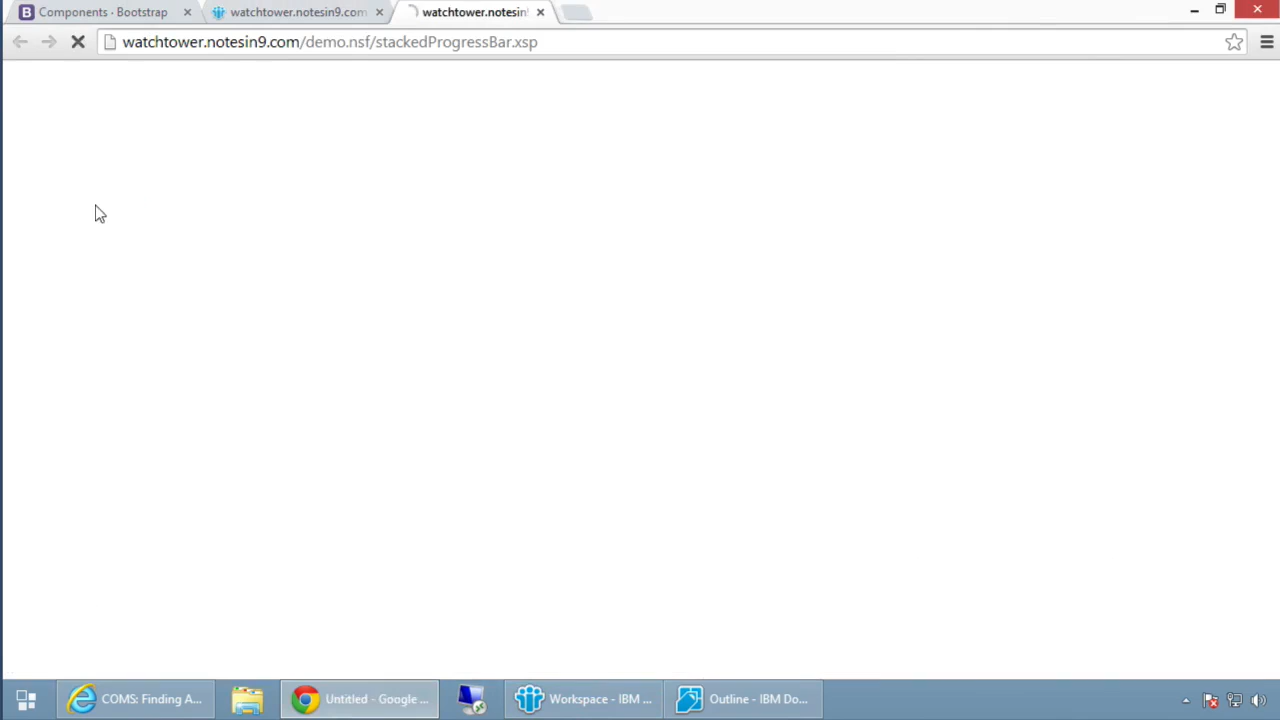 B Components · Bootstrap
watchtower.notesin9.com
watchtower.notesin!
watchtower.notesin9.com/demo.nsf/stackedProgressBar.xsp
COMS: Finding A...
Untitled - Google ...
Workspace - IBM ...
Outline - IBM Do...